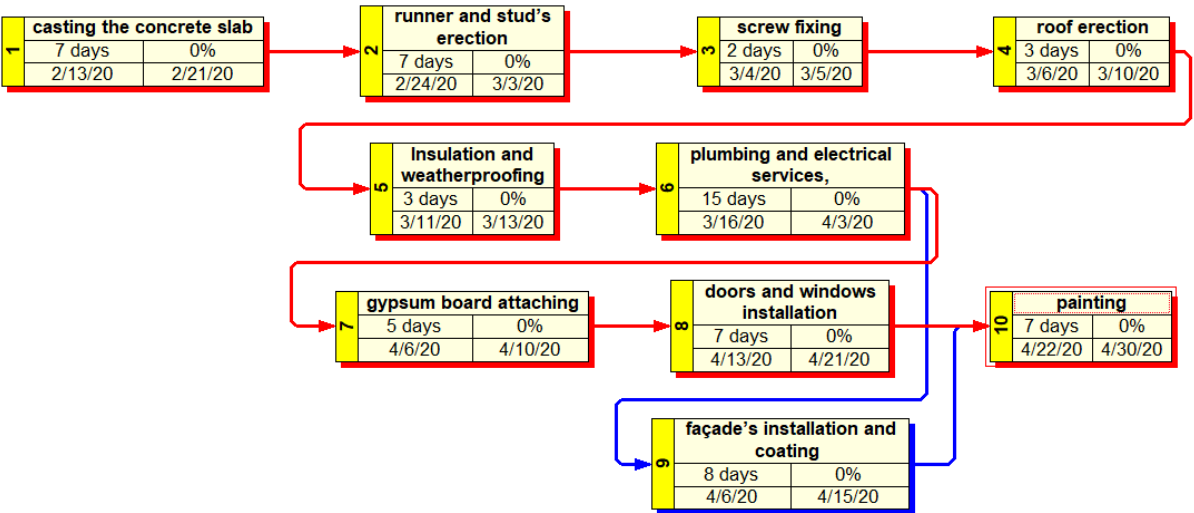 1
casting the concrete slab
7 days 0%
2/13/20 2/21/20
2
runner and stud's
erection
7 days 0%
2/24/20 3/3/20
3
screw fixing
2 days 0%
3/4/20 3/5/20
4
roof erection
3 days 0%
3/6/20 3/10/20
5
Insulation and
weatherproofing
3 days 0%
3/11/20 3/13/20
6
plumbing and electrical
services,
15 days 0%
3/16/20 4/3/20
7
gypsum board attaching
5 days 0%
4/6/20 4/10/20
8
doors and windows
installation
7 days 0%
4/13/20 4/21/20
10
painting
7 days 0%
4/22/20 4/30/20
9
façade's installation and
coating
8 days 0%
4/6/20 4/15/20